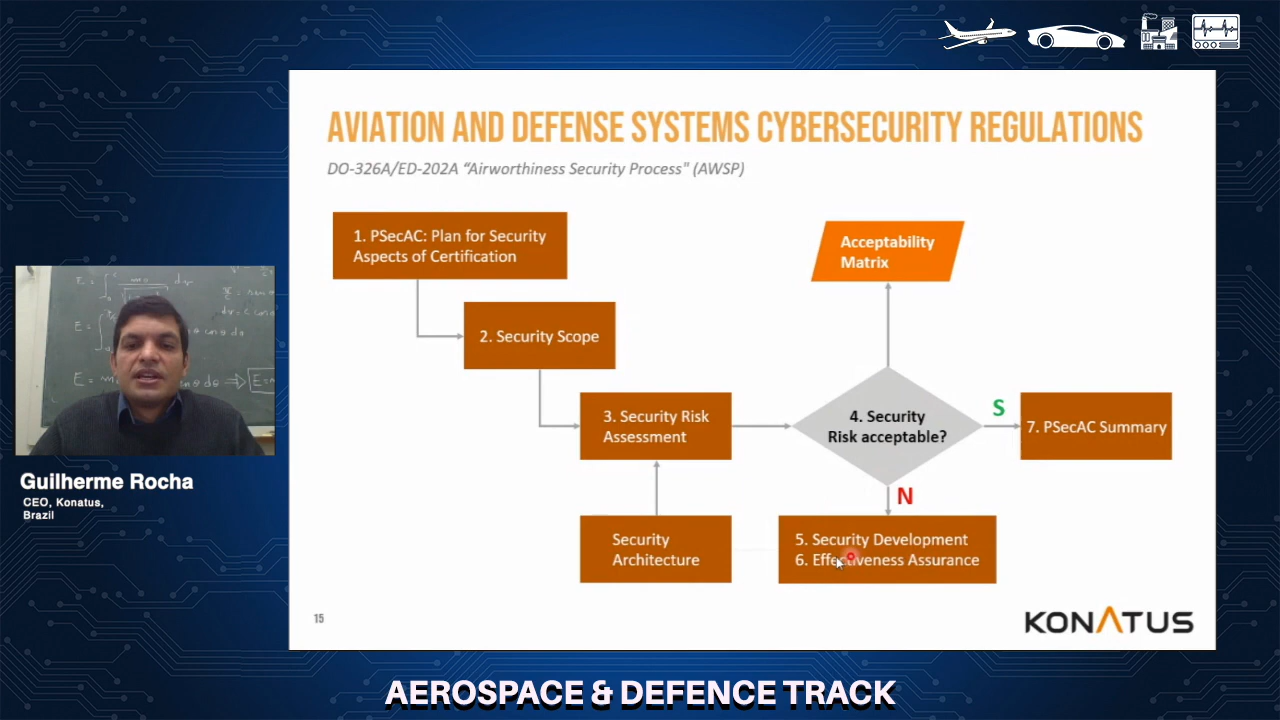 AVIATION AND DEFENSE SYSTEMS CYBERSECURITY REGULATIONS
DO-326A/ED-202A “Airworthiness Security Process" (AWSP)
1. PSecAC: Plan for Security
Aspects of Certification
2. Security Scope
3. Security Risk
Assessment
Security
Architecture
Acceptability
Matrix
4. Security
Risk acceptable?
S
N
7. PSecAC Summary
5. Security Development
6. Effectiveness Assurance
15
KONATUS
Guilherme Rocha
CEO, Konatus,
Brazil
AEROSPACE & DEFENCE TRACK